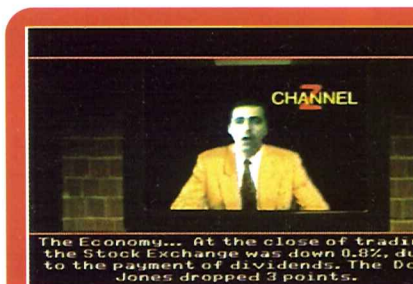 CHANNEL
Z
The Economy... At the close of tradi
the Stock Exchange was down 0.8%, du
to the payment of dividends. The Do
Jones dropped 3 points.